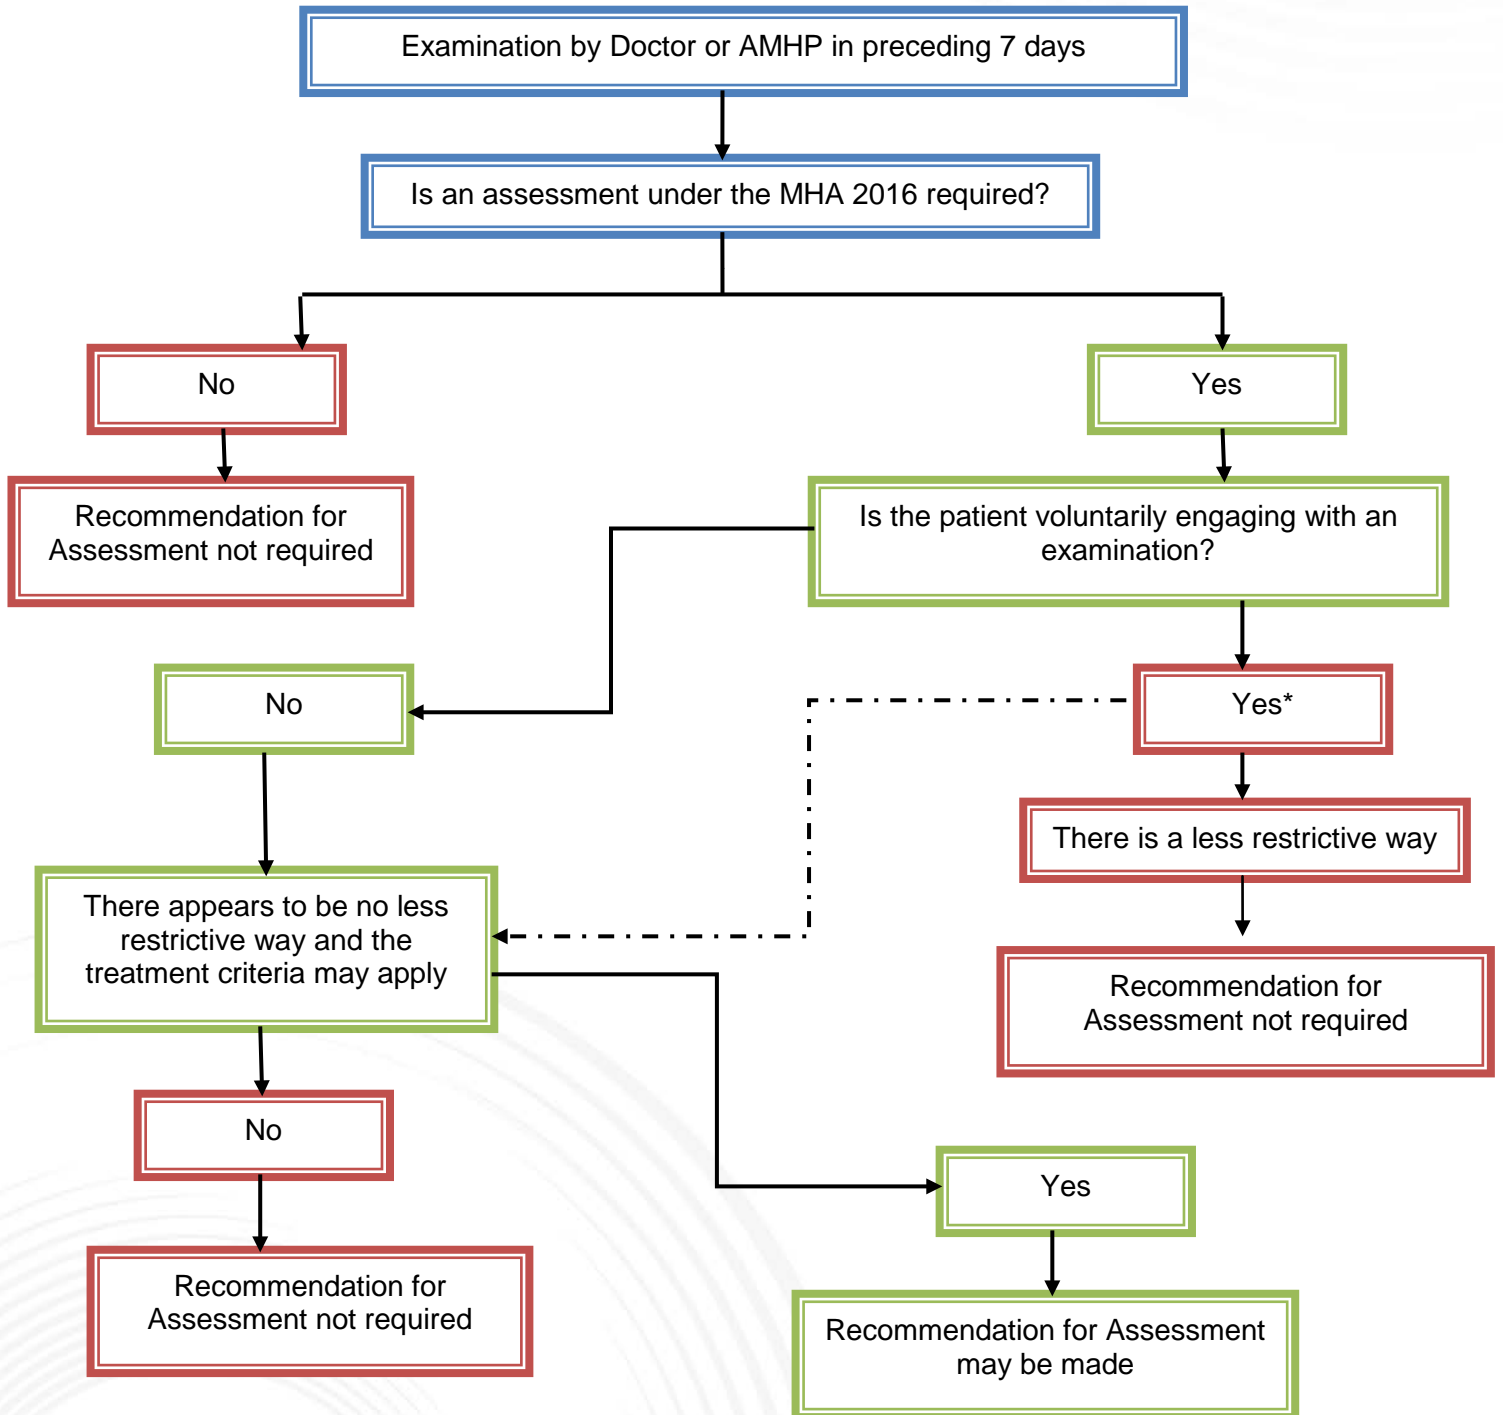 Examination by Doctor or AMHP in preceding 7 days
Is an assessment under the MHA 2016 required?
No
Yes
Recommendation for
Assessment not required
Is the patient voluntarily engaging with an
examination?
No
Yes*
There is a less restrictive way
There appears to be no less
restrictive way and the
treatment criteria may apply
Recommendation for
Assessment not required
No
Yes
Recommendation for
Assessment not required
Recommendation for Assessment
may be made